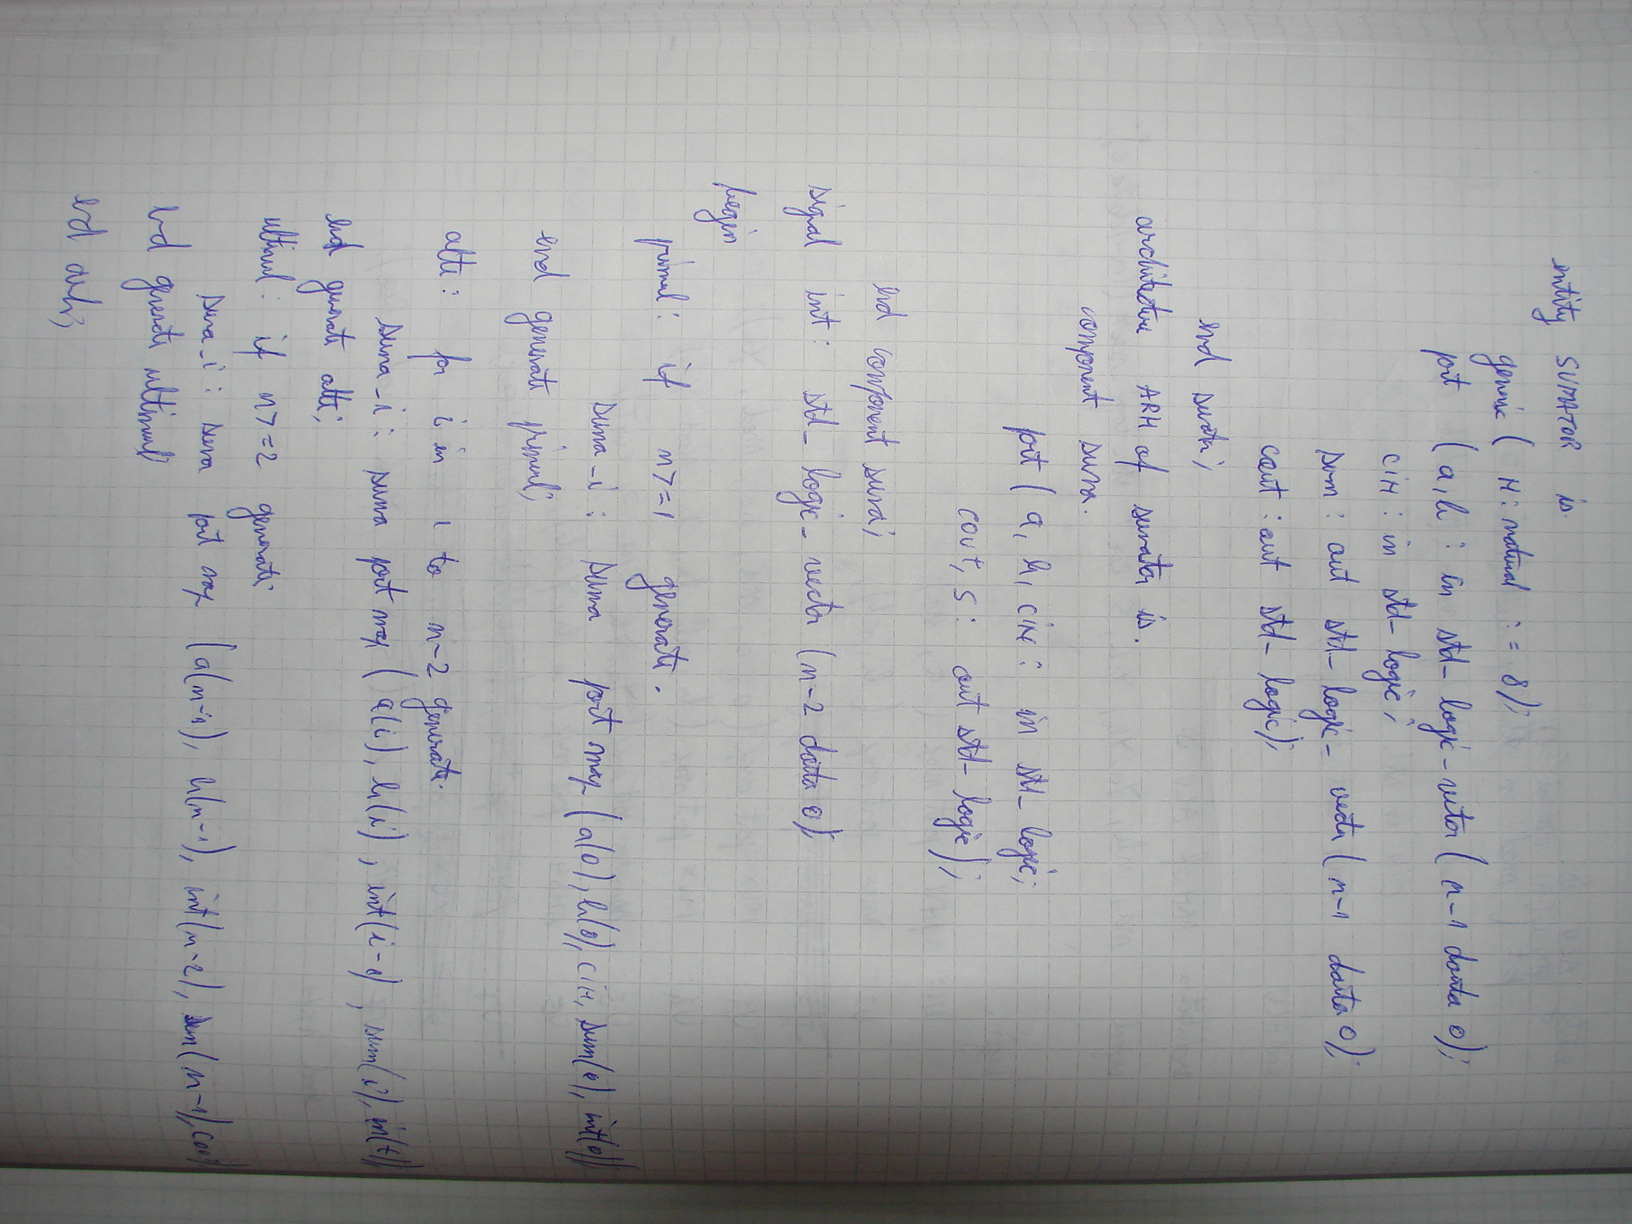 entity SUMATOR is
generic ( N : natural := 8);
port ( a, b : in std_logic_vector ( n-1 downto 0);
cin : in std_logic;
sum : out std_logic_vector ( n-1 downto 0);
cout : out std_logic);
end sumator;
architecture ARH of sumator is.
component suma.
port ( a, b, cin : in std_logic;
cout, s : out std_logic);
end component suma;
signal int : std_logic_vector ( n-2 downto 0);
begin
primul : if n>=1 generate.
suma_i : suma port map ( a(0), b(0), cin, sum(0), int(0));
end generate primul;
alti : for i in 1 to n-2 generate.
suma_i : suma port map ( a(i), b(i), int(i-1), sum(i), int(i))
end generate alti;
ultimul : if n>=2 generate;
suma_i : suma port map (a(n-1), b(n-1), int(n-2), sum(n-1), cout)
end generate ultimul;
end arh;